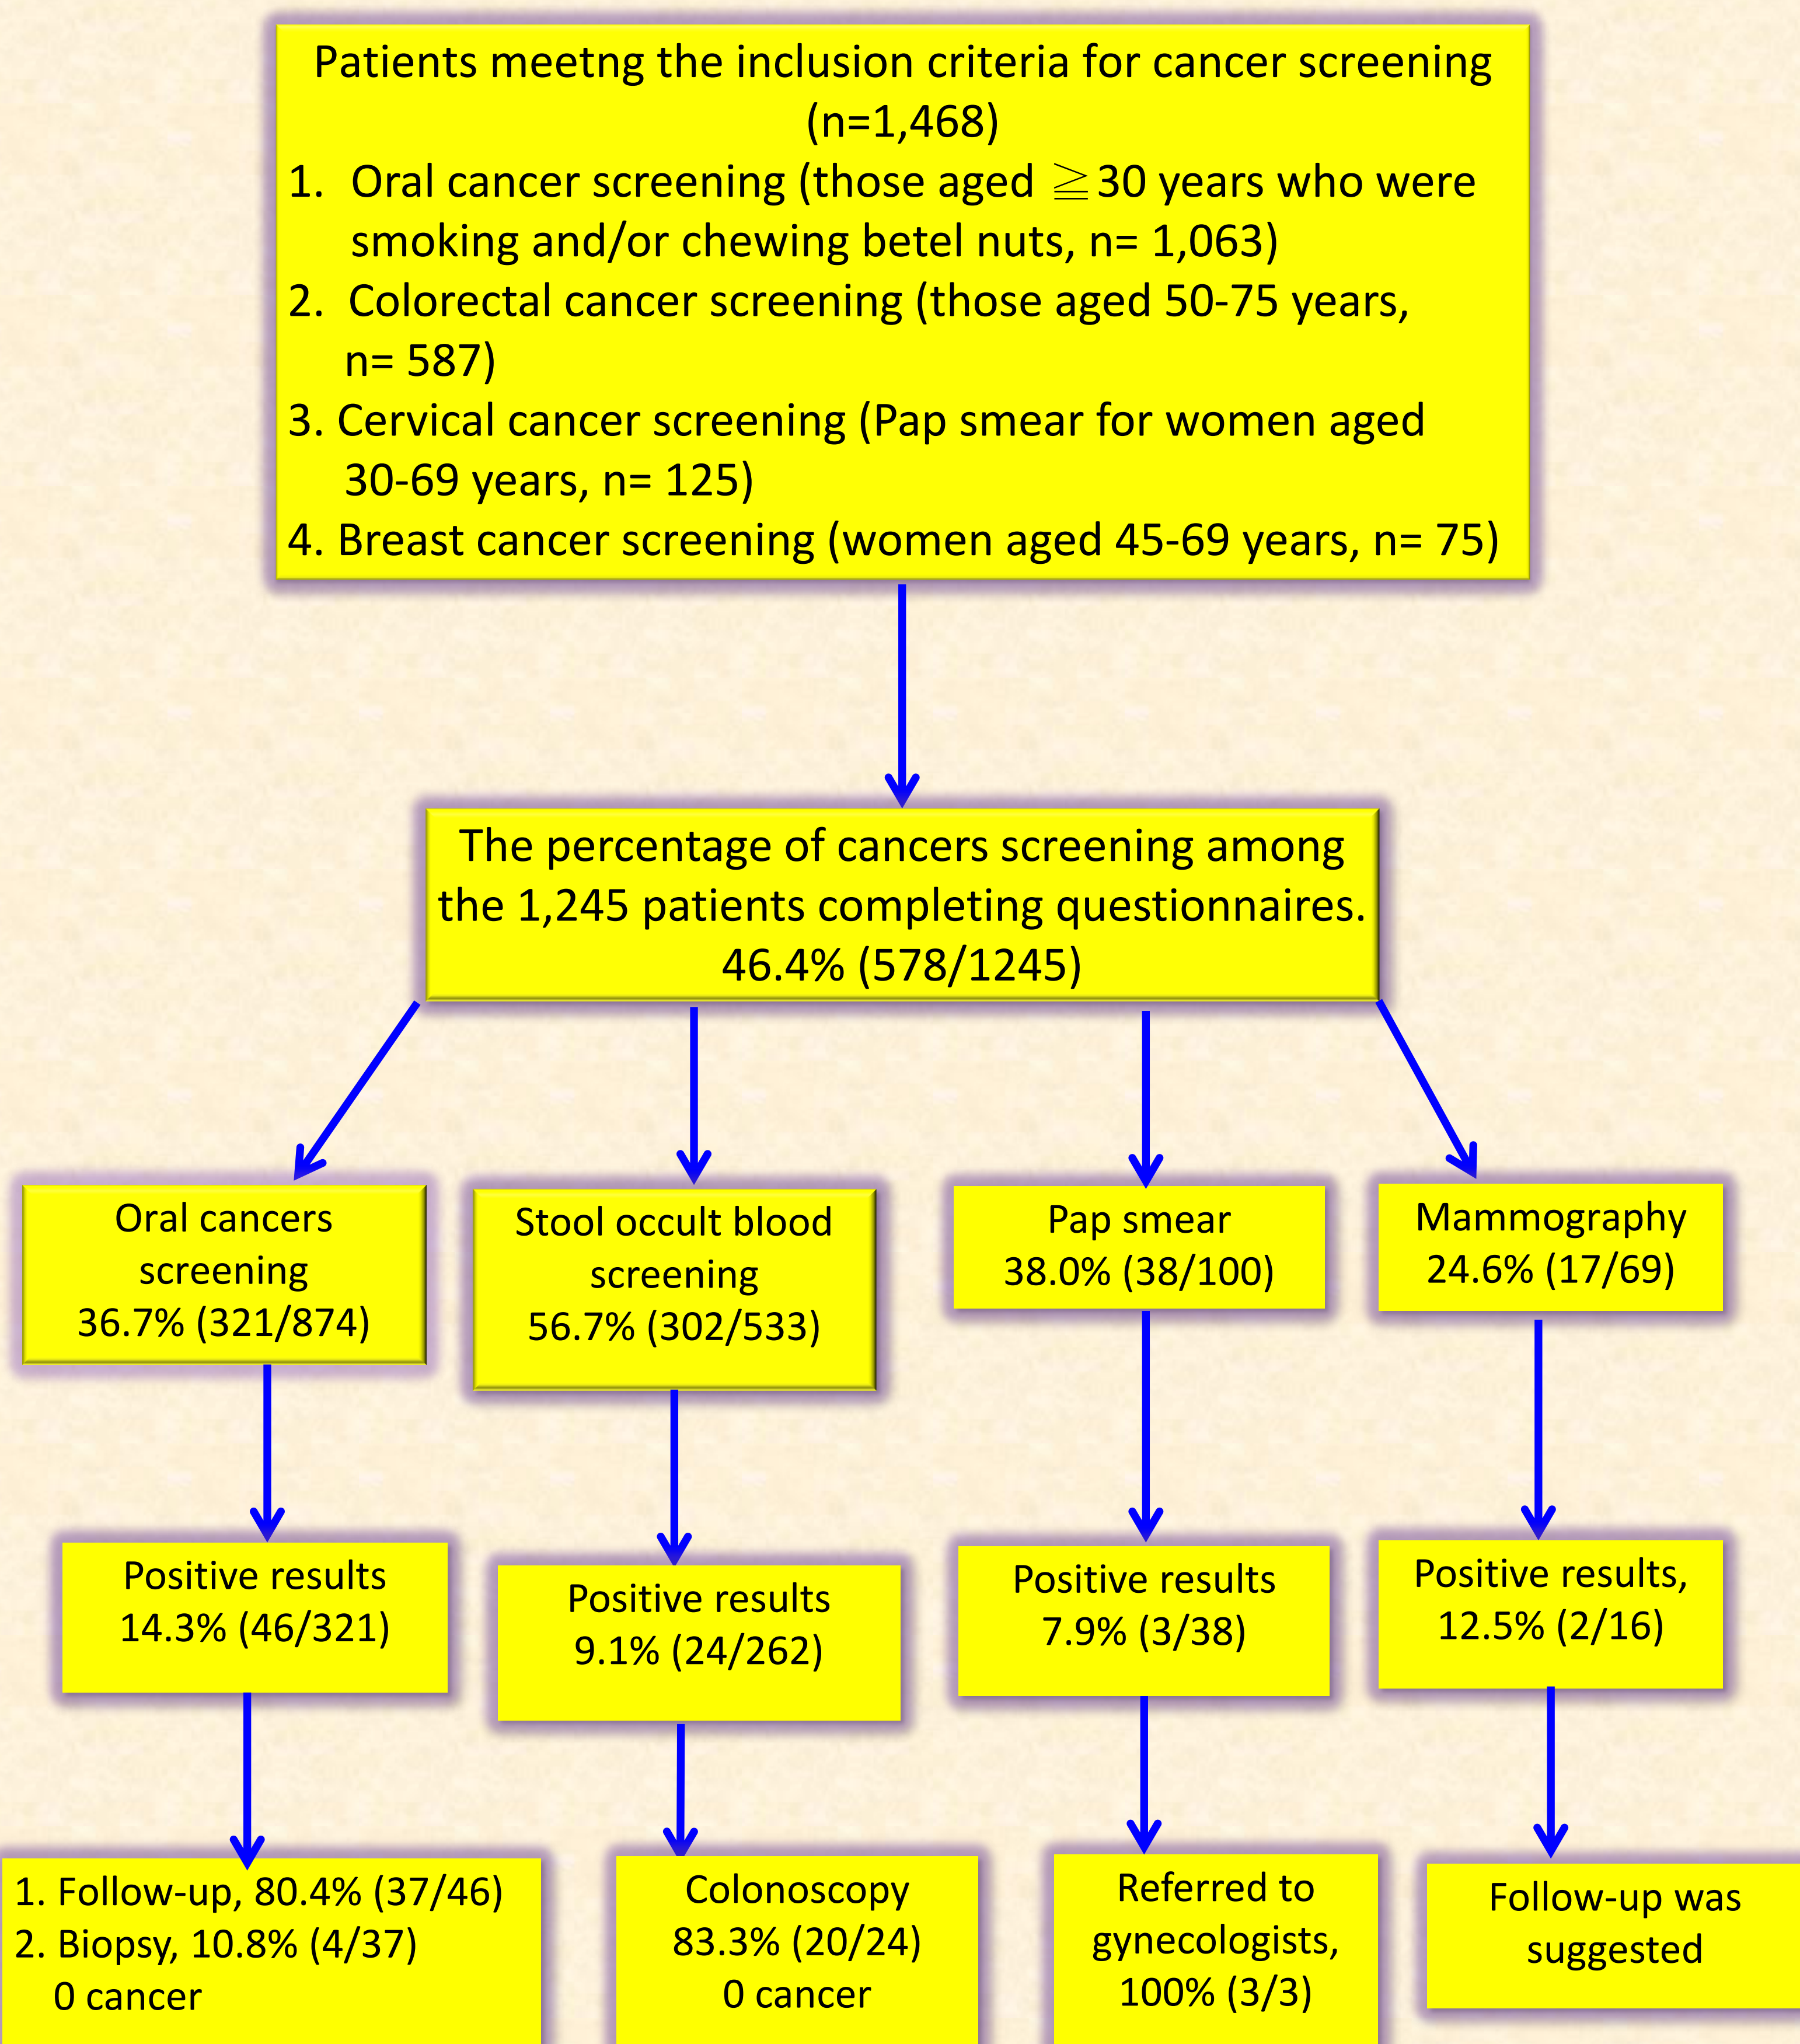 Patients meetng the inclusion criteria for cancer screening
(n=1,468)
1. Oral cancer screening (those aged ≧30 years who were
smoking and/or chewing betel nuts, n= 1,063)
2. Colorectal cancer screening (those aged 50-75 years,
n= 587)
3. Cervical cancer screening (Pap smear for women aged
30-69 years, n= 125)
4. Breast cancer screening (women aged 45-69 years, n= 75)
The percentage of cancers screening among
the 1,245 patients completing questionnaires.
46.4% (578/1245)
Oral cancers
screening
36.7% (321/874)
Stool occult blood
screening
56.7% (302/533)
Pap smear
38.0% (38/100)
Mammography
24.6% (17/69)
Positive results
14.3% (46/321)
Positive results
9.1% (24/262)
Positive results
7.9% (3/38)
Positive results,
12.5% (2/16)
1. Follow-up, 80.4% (37/46)
2. Biopsy, 10.8% (4/37)
0 cancer
Colonoscopy
83.3% (20/24)
0 cancer
Referred to
gynecologists,
100% (3/3)
Follow-up was
suggested